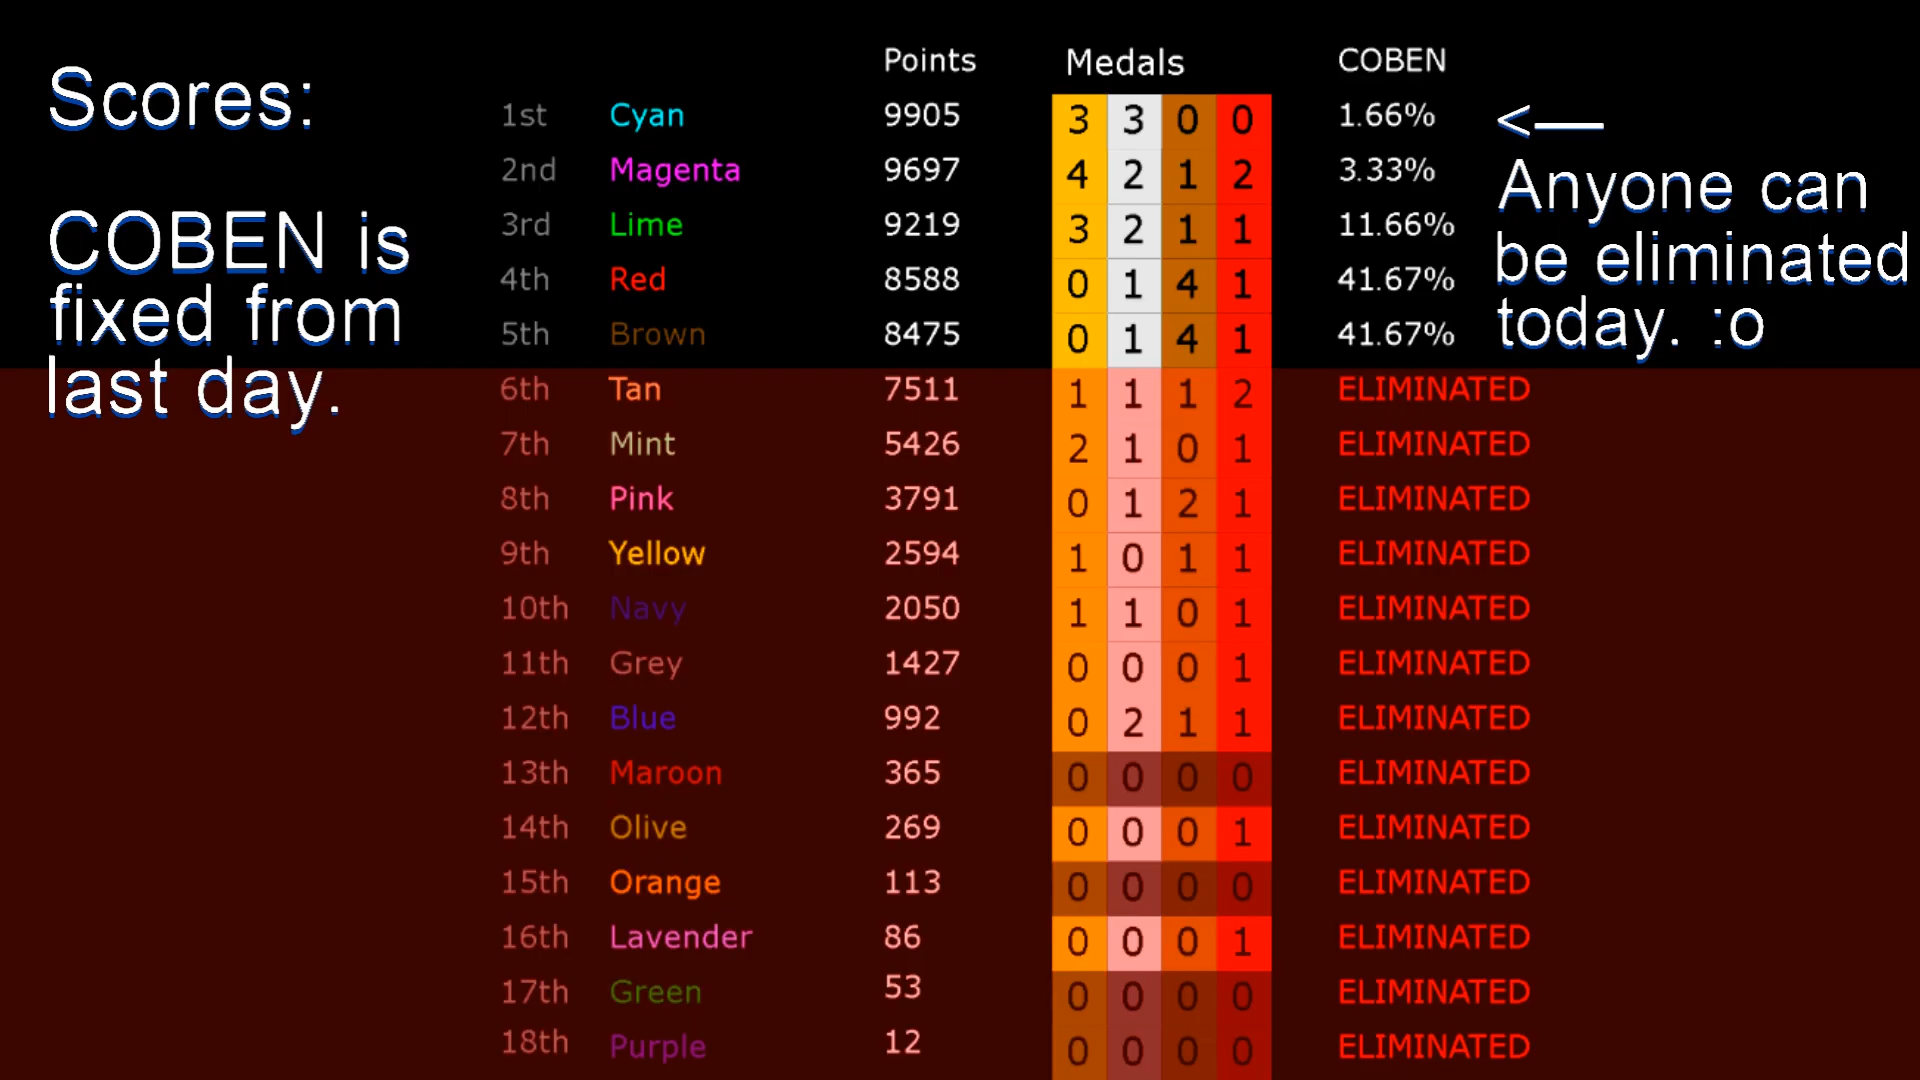 Scores:
COBEN is
fixed from
last day.
Points Medals COBEN
1st Cyan 9905 3 3 0 0 1.66%
2nd Magenta 9697 4 2 1 2 3.33%
3rd Lime 9219 3 2 1 1 11.66%
4th Red 8588 0 1 4 1 41.67%
5th Brown 8475 0 1 4 1 41.67%
6th Tan 7511 1 1 1 2 ELIMINATED
7th Mint 5426 2 1 0 1 ELIMINATED
8th Pink 3791 0 1 2 1 ELIMINATED
9th Yellow 2594 1 0 1 1 ELIMINATED
10th Navy 2050 1 1 0 1 ELIMINATED
11th Grey 1427 0 0 0 1 ELIMINATED
12th Blue 992 0 2 1 1 ELIMINATED
13th Maroon 365 0 0 0 0 ELIMINATED
14th Olive 269 0 0 0 1 ELIMINATED
15th Orange 113 0 0 0 0 ELIMINATED
16th Lavender 86 0 0 0 1 ELIMINATED
17th Green 53 0 0 0 0 ELIMINATED
18th Purple 12 0 0 0 0 ELIMINATED
<—
Anyone can
be eliminated
today. :o